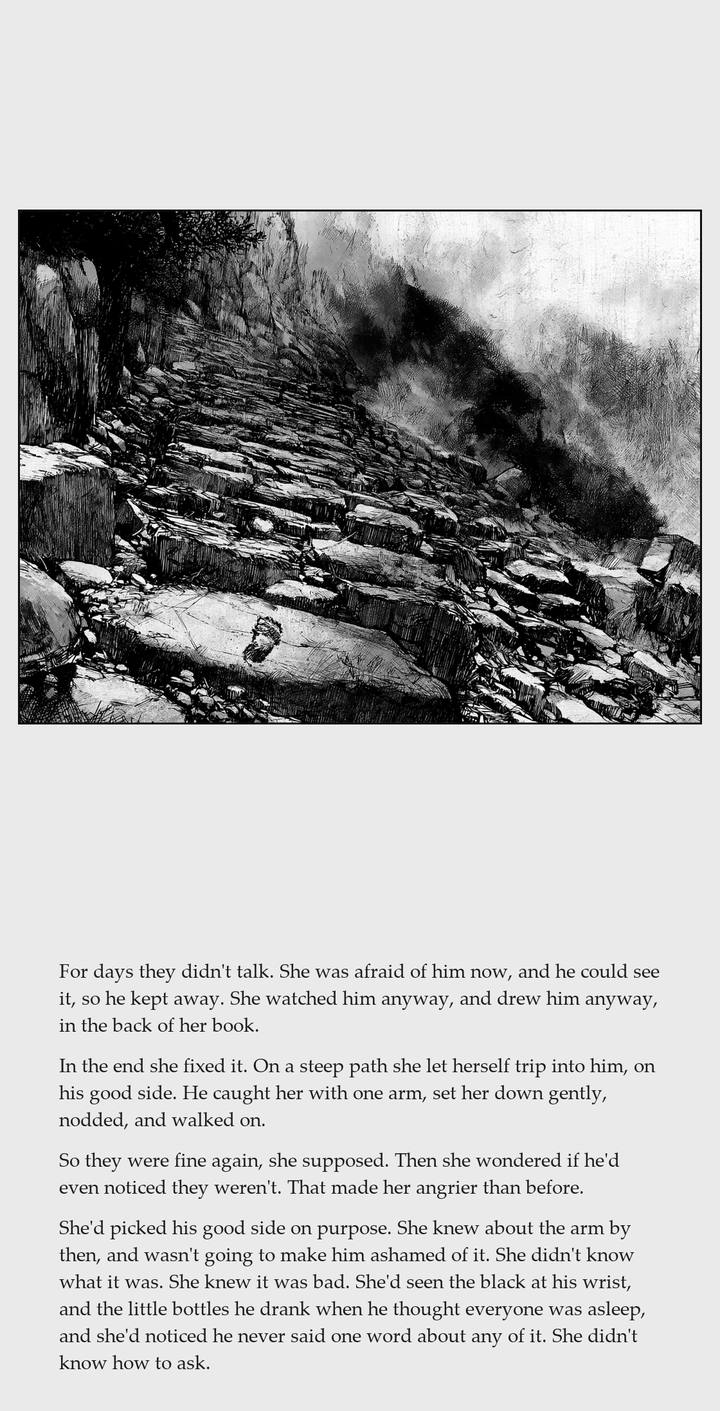 For days they didn't talk. She was afraid of him now, and he could see
it, so he kept away. She watched him anyway, and drew him anyway,
in the back of her book.
In the end she fixed it. On a steep path she let herself trip into him, on
his good side. He caught her with one arm, set her down gently,
nodded, and walked on.
So they were fine again, she supposed. Then she wondered if he'd
even noticed they weren't. That made her angrier than before.
She'd picked his good side on purpose. She knew about the arm by
then, and wasn't going to make him ashamed of it. She didn't know
what it was. She knew it was bad. She'd seen the black at his wrist,
and the little bottles he drank when he thought everyone was asleep,
and she'd noticed he never said one word about any of it. She didn't
know how to ask.